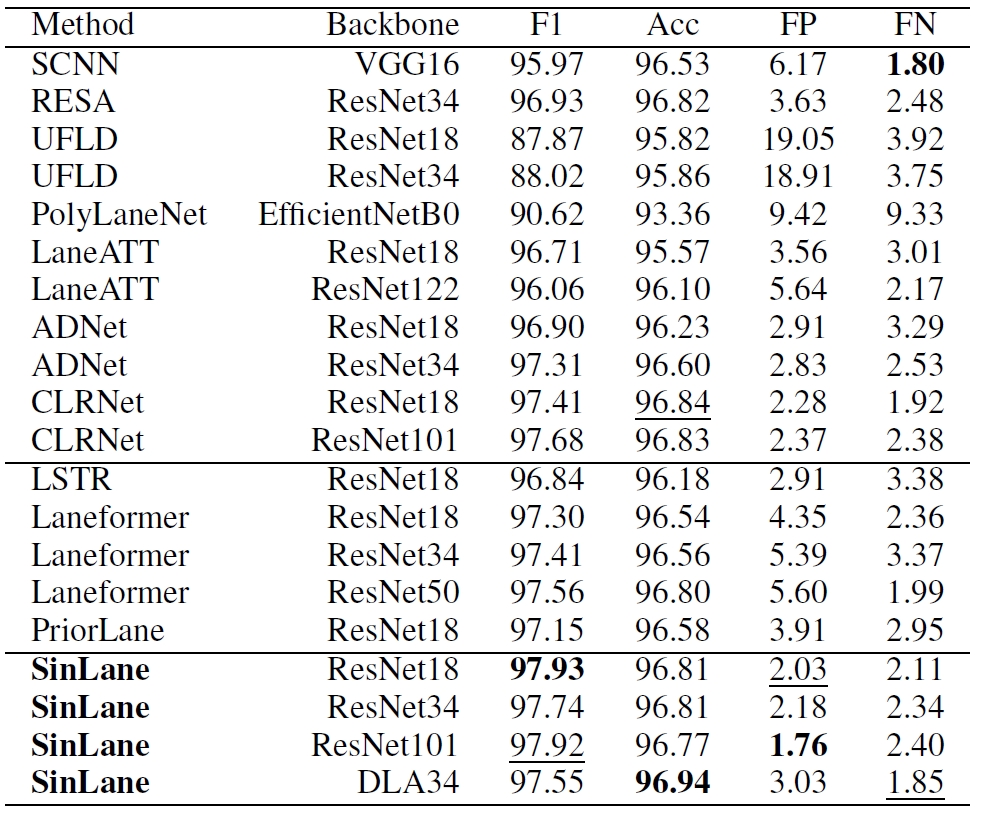 Method Backbone F1 Acc FP FN
SCNN VGG16 95.97 96.53 6.17 1.80
RESA ResNet34 96.93 96.82 3.63 2.48
UFLD ResNet18 87.87 95.82 19.05 3.92
UFLD ResNet34 88.02 95.86 18.91 3.75
PolyLaneNet EfficientNetB0 90.62 93.36 9.42 9.33
LaneATT ResNet18 96.71 95.57 3.56 3.01
LaneATT ResNet122 96.06 96.10 5.64 2.17
ADNet ResNet18 96.90 96.23 2.91 3.29
ADNet ResNet34 97.31 96.60 2.83 2.53
CLRNet ResNet18 97.41 96.84 2.28 1.92
CLRNet ResNet101 97.68 96.83 2.37 2.38
LSTR ResNet18 96.84 96.18 2.91 3.38
Laneformer ResNet18 97.30 96.54 4.35 2.36
Laneformer ResNet34 97.41 96.56 5.39 3.37
Laneformer ResNet50 97.56 96.80 5.60 1.99
PriorLane ResNet18 97.15 96.58 3.91 2.95
SinLane ResNet18 97.93 96.81 2.03 2.11
SinLane ResNet34 97.74 96.81 2.18 2.34
SinLane ResNet101 97.92 96.77 1.76 2.40
SinLane DLA34 97.55 96.94 3.03 1.85